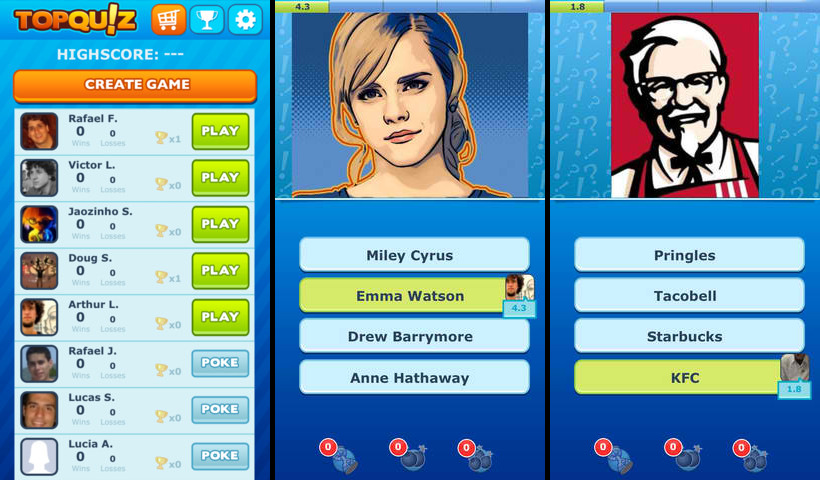 TOPQUIZ
HIGHSCORE: ---
CREATE GAME
Rafael F.
0 0
Wins Losses
x1
PLAY
Victor L.
0 0
Wins Losses
x0
PLAY
Jaozinho S.
0 0
Wins Losses
x0
PLAY
Doug S.
0 0
Wins Losses
x1
PLAY
Arthur L.
0 0
Wins Losses
x0
PLAY
Rafael J.
0 0
Wins Losses
x0
POKE
Lucas S.
0 0
Wins Losses
x0
POKE
Lucia A.
0 0
Wins Losses
x0
POKE
4.3
Miley Cyrus
Emma Watson
4.3
Drew Barrymore
Anne Hathaway
0 0 0
1.8
Pringles
Tacobell
Starbucks
KFC
1.8
0 0 0